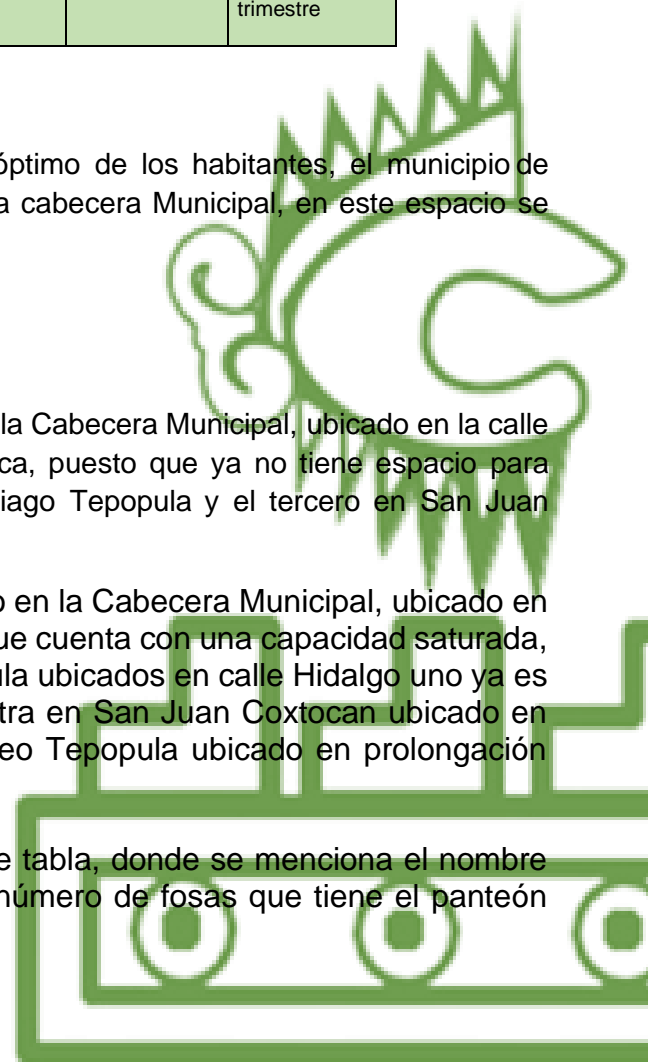 trimestre
óptimo de los habitantes, el municipio de
a cabecera Municipal, en este espacio se
la Cabecera Municipal, ubicado en la calle
ca, puesto que ya no tiene espacio para
iago Tepopula y el tercero en San Juan
o en la Cabecera Municipal, ubicado en
ue cuenta con una capacidad saturada,
ula ubicados en calle Hidalgo uno ya es
tra en San Juan Coxtocan ubicado en
eo Tepopula ubicado en prolongación
e tabla, donde se menciona el nombre
número de fosas que tiene el panteón